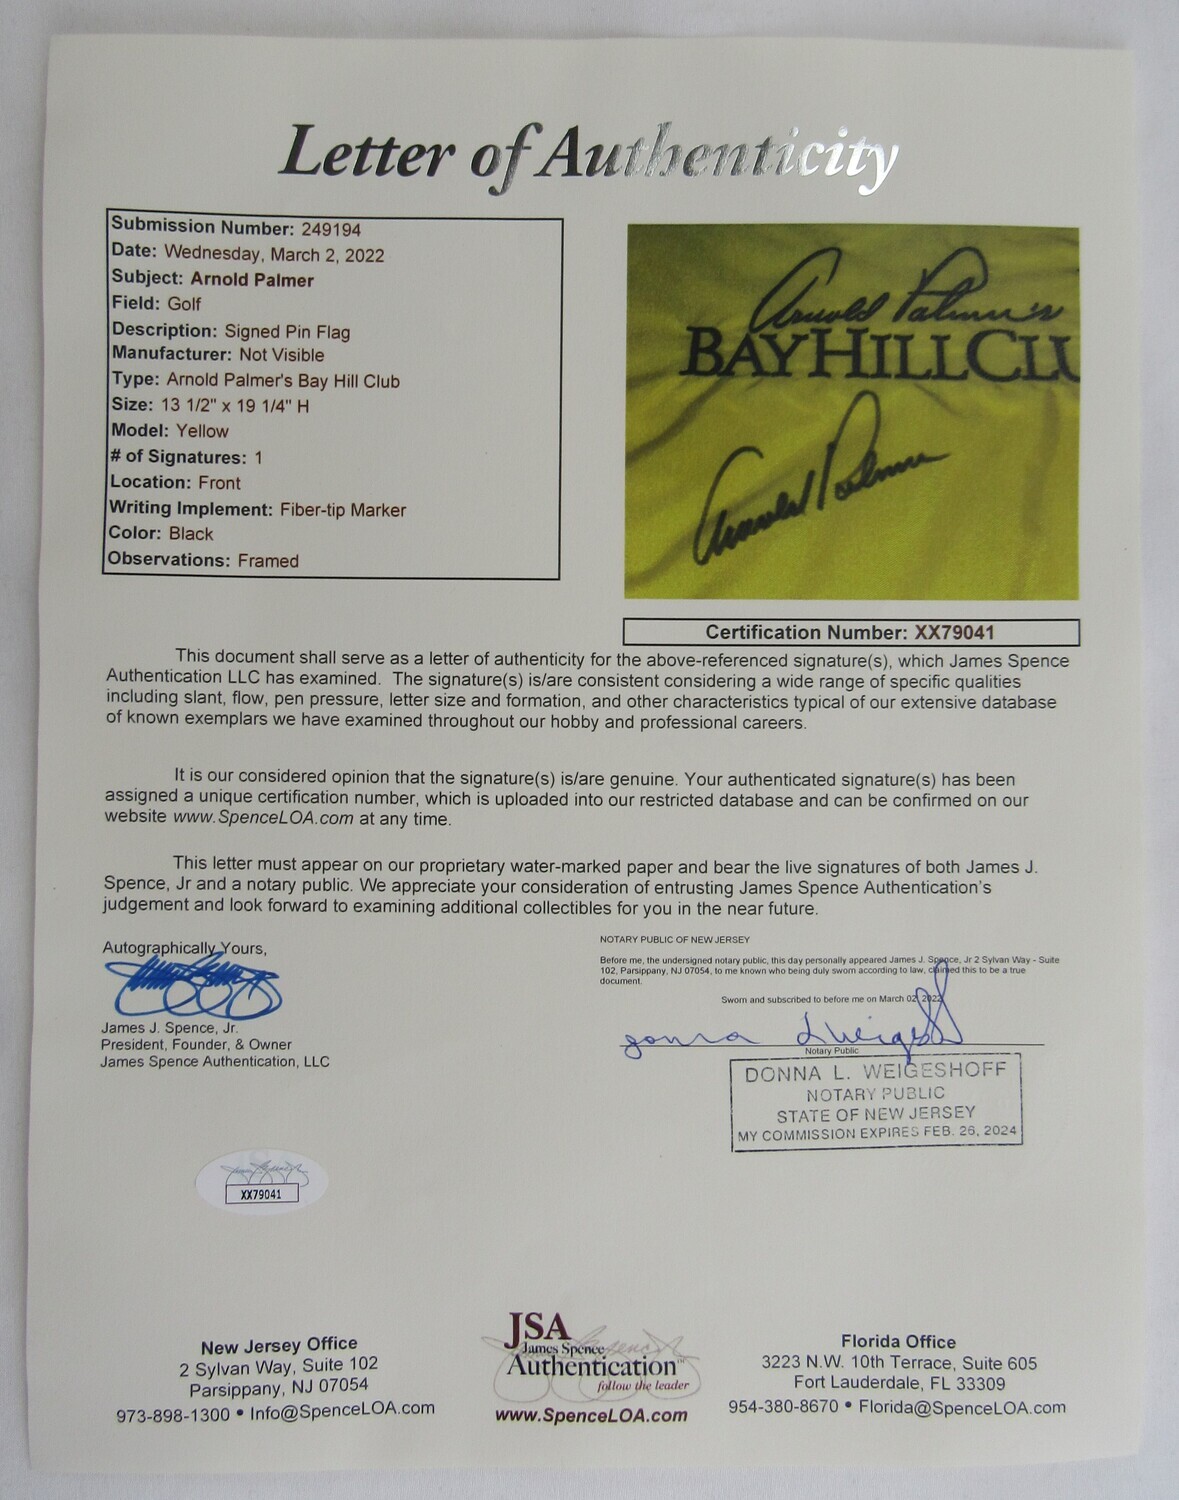 Letter of Authenticity
Submission Number: 249194
Date: Wednesday, March 2, 2022
Subject: Arnold Palmer
Field: Golf
Description: Signed Pin Flag
Manufacturer: Not Visible
Type: Arnold Palmer's Bay Hill Club
Size: 13 1/2" x 19 1/4" H
Model: Yellow
# of Signatures: 1
Location: Front
Writing Implement: Fiber-tip Marker
Color: Black
Observations: Framed
Arnold Palmer's
BAY HILL CLU
Arnold Palmer
Certification Number: XX79041
This document shall serve as a letter of authenticity for the above-referenced signature(s), which James Spence
Authentication LLC has examined. The signature(s) is/are consistent considering a wide range of specific qualities
including slant, flow, pen pressure, letter size and formation, and other characteristics typical of our extensive database
of known exemplars we have examined throughout our hobby and professional careers.
It is our considered opinion that the signature(s) is/are genuine. Your authenticated signature(s) has been
assigned a unique certification number, which is uploaded into our restricted database and can be confirmed on our
website www.SpenceLOA.com at any time.
This letter must appear on our proprietary water-marked paper and bear the live signatures of both James J.
Spence, Jr and a notary public. We appreciate your consideration of entrusting James Spence Authentication's
judgement and look forward to examining additional collectibles for you in the near future.
Autographically Yours,
James J. Spence, Jr.
President, Founder, & Owner
James Spence Authentication, LLC
NOTARY PUBLIC OF NEW JERSEY
Before me, the undersigned notary public, this day personally appeared James J. Spence, Jr 2 Sylvan Way - Suite
102, Parsippany, NJ 07054, to me known who being duly sworn according to law, claimed this to be a true
document.
Sworn and subscribed to before me on March 02, 2022
Notary Public
DONNA L. WEIGESHOFF
NOTARY PUBLIC
STATE OF NEW JERSEY
MY COMMISSION EXPIRES FEB. 26, 2024
XX79041
New Jersey Office
2 Sylvan Way, Suite 102
Parsippany, NJ 07054
973-898-1300 • Info@SpenceLOA.com
JSA
James Spence
Authentication™
follow the leader
www.SpenceLOA.com
Florida Office
3223 N.W. 10th Terrace, Suite 605
Fort Lauderdale, FL 33309
954-380-8670 • Florida@SpenceLOA.com